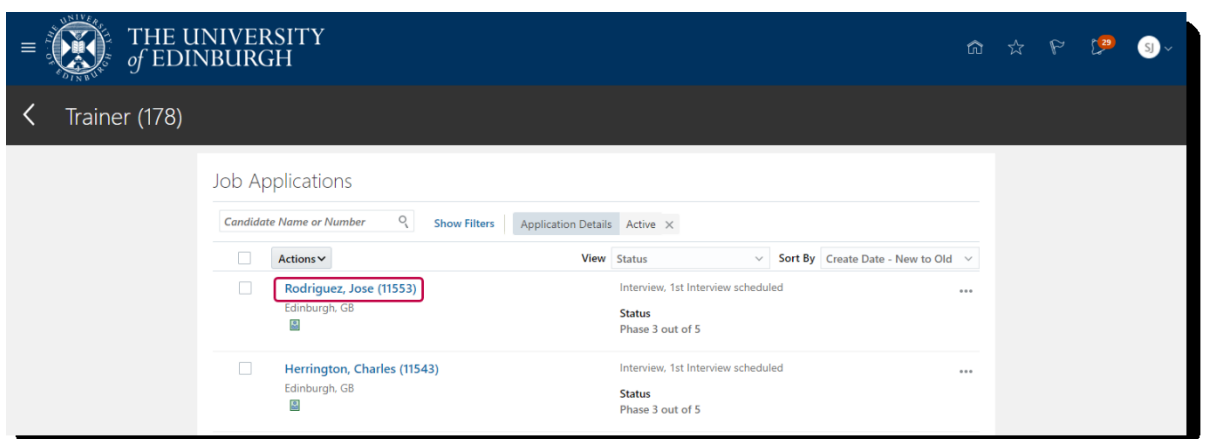 THE UNIVERSITY
of EDINBURGH
29
SJ
Trainer (178)
Job Applications
Candidate Name or Number
Show Filters
Application Details Active
Actions
View Status
Sort By Create Date - New to Old
Rodriguez, Jose (11553)
Interview, 1st Interview scheduled
Edinburgh, GB
Status
Phase 3 out of 5
Herrington, Charles (11543)
Interview, 1st Interview scheduled
Edinburgh, GB
Status
Phase 3 out of 5